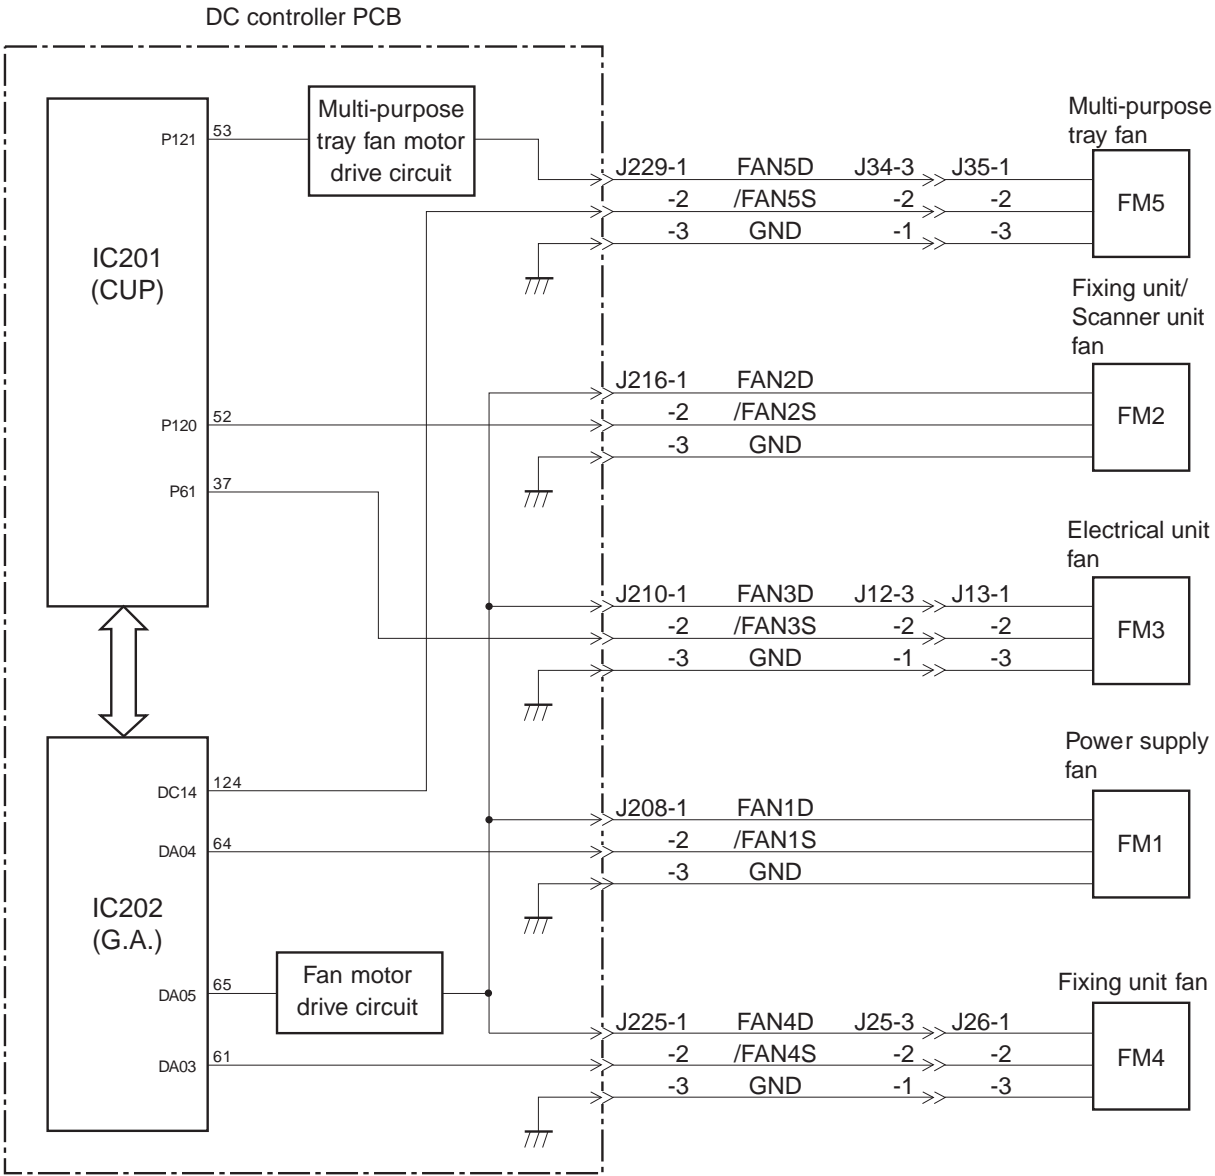 DC controller PCB
Multi-purpose
tray fan motor
drive circuit
P121 53
IC201
(CUP)
P120 52
P61 37
J229-1 FAN5D J34-3 J35-1
-2 /FAN5S -2 -2
-3 GND -1 -3
Multi-purpose
tray fan
FM5
J216-1 FAN2D
-2 /FAN2S
-3 GND
Fixing unit/
Scanner unit
fan
FM2
J210-1 FAN3D J12-3 J13-1
-2 /FAN3S -2 -2
-3 GND -1 -3
Electrical unit
fan
FM3
DC14 124
DA04 64
IC202
(G.A.)
DA05 65
DA03 61
Fan motor
drive circuit
J208-1 FAN1D
-2 /FAN1S
-3 GND
Power supply
fan
FM1
J225-1 FAN4D J25-3 J26-1
-2 /FAN4S -2 -2
-3 GND -1 -3
Fixing unit fan
FM4